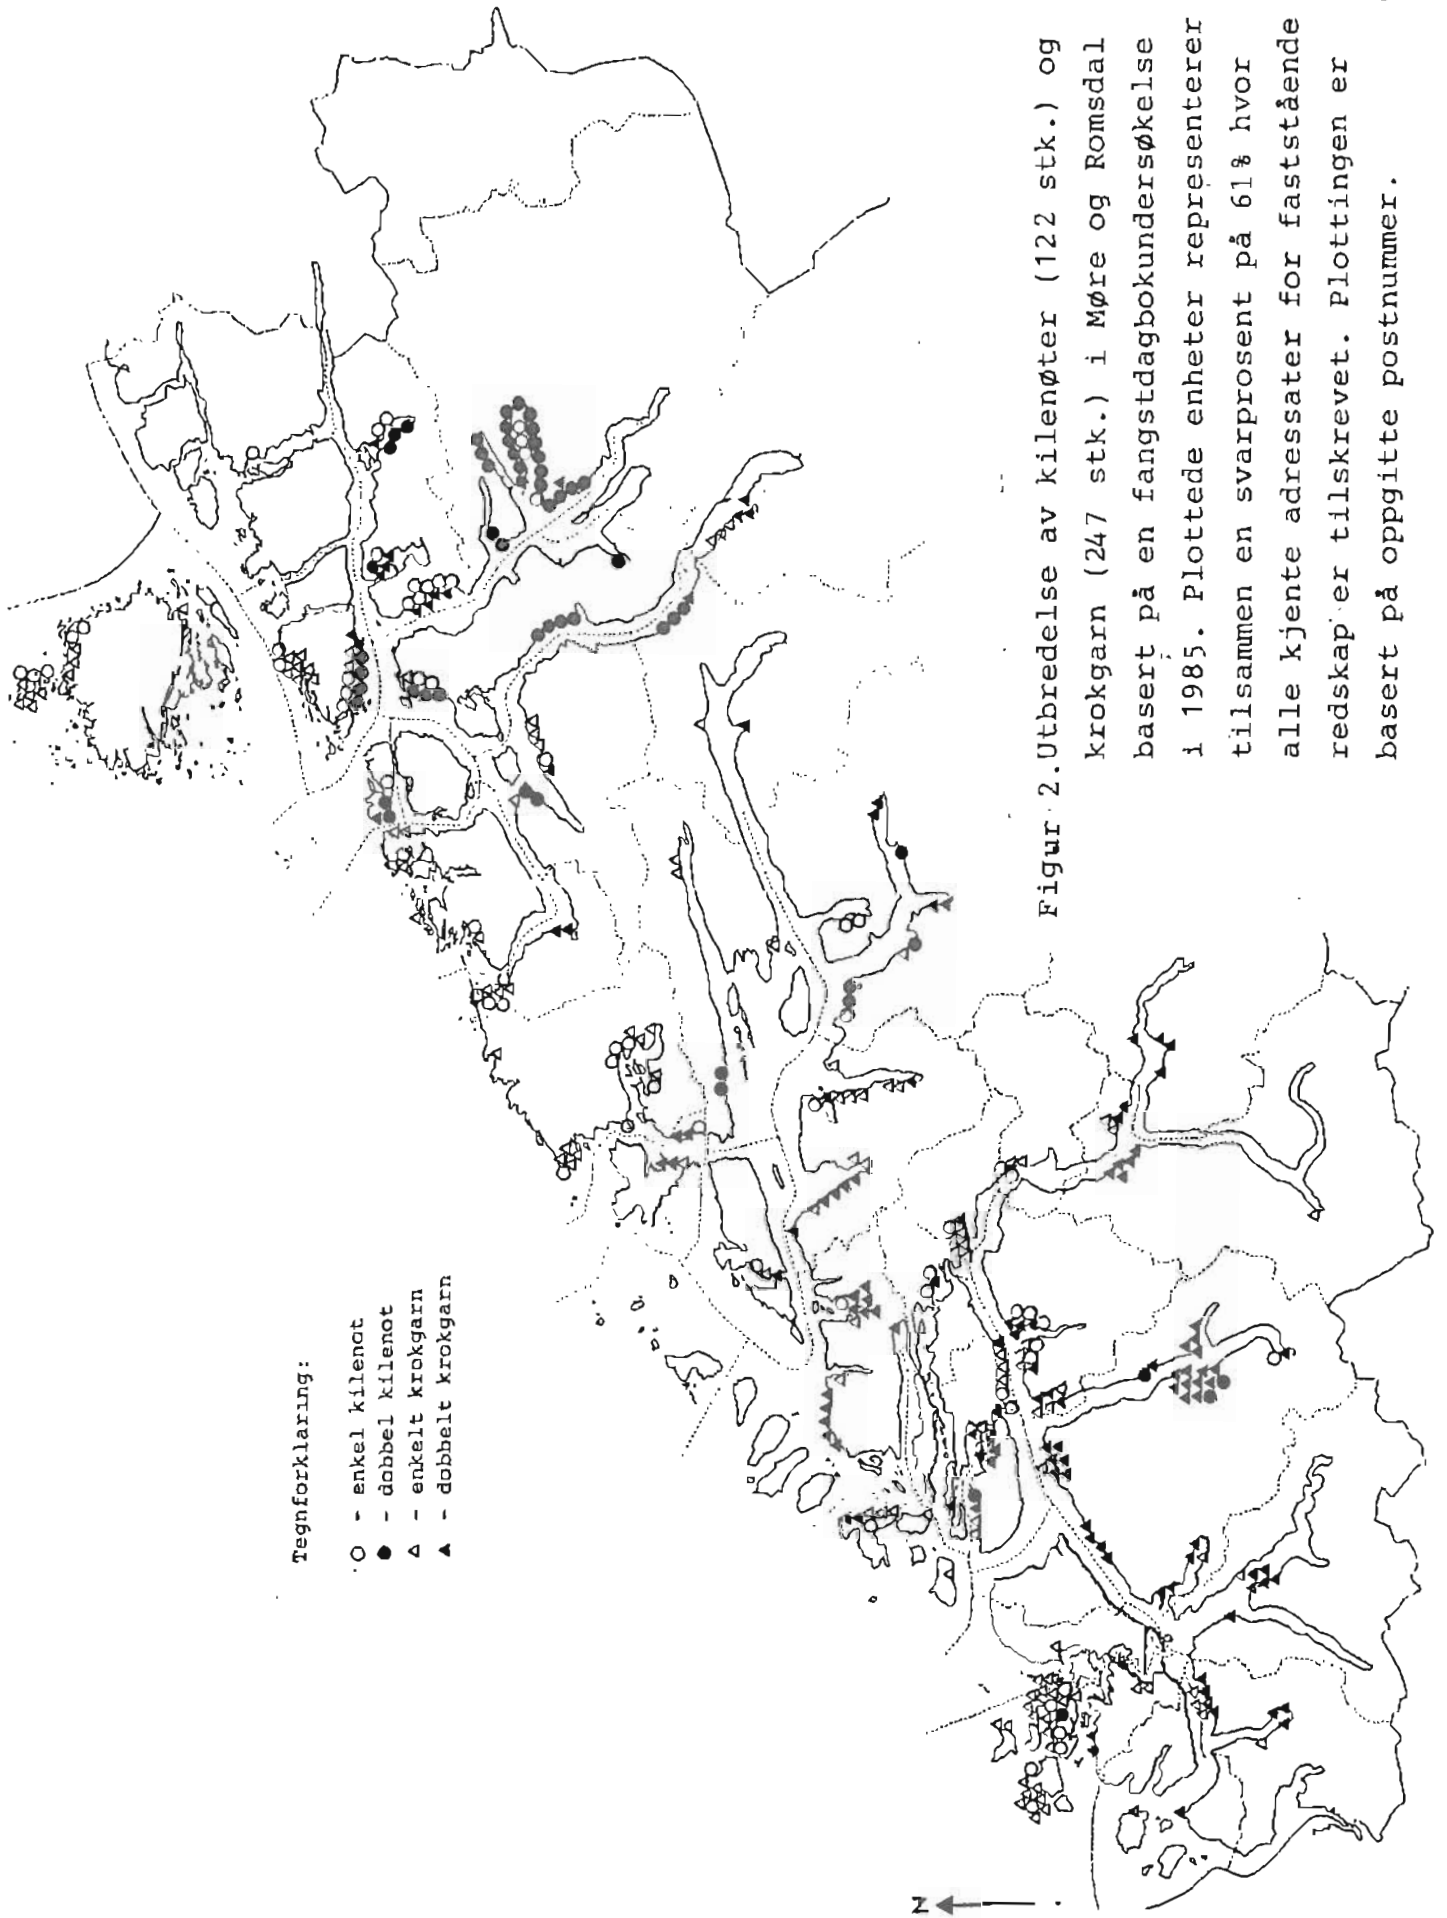 Tegnforklaring:
O - enkel kilenot
● - dobbel kilenot
△ - enkelt krokgarn
▲ - dobbelt krokgarn
N
Figur 2.Utbredelse av kilenøter (122 stk.) og
krokgarn (247 stk.) i Møre og Romsdal
basert på en fangstdagbokundersøkelse
i 1985. Plottede enheter representerer
tilsammen en svarprosent på 61% hvor
alle kjente adressater for faststående
redskap er tilskrevet. Plottingen er
basert på oppgitte postnummer.